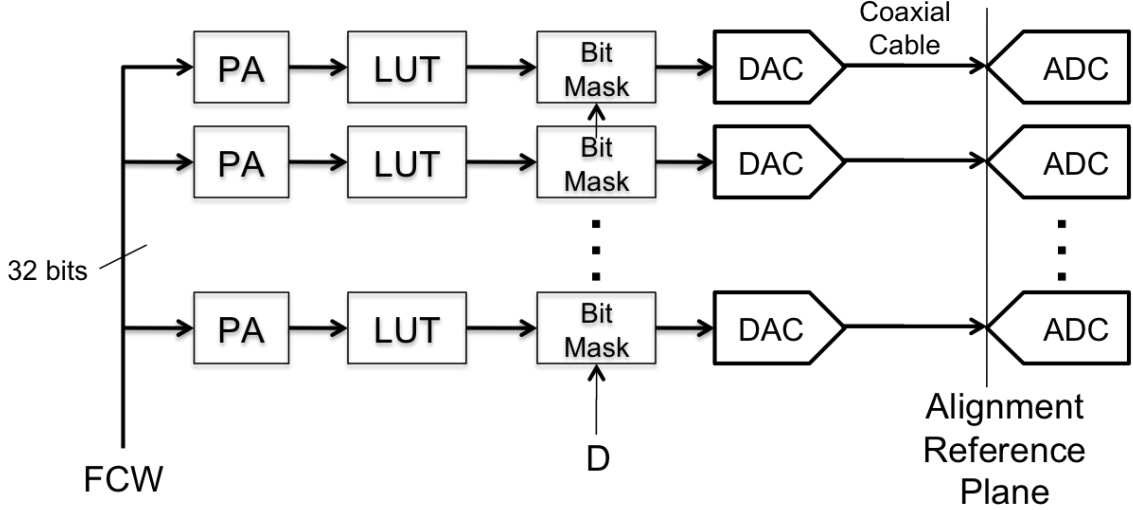 Coaxial
Cable
PA LUT Bit Mask DAC ADC
PA LUT Bit Mask DAC ADC
32 bits
PA LUT Bit Mask DAC ADC
FCW
D
Alignment
Reference
Plane